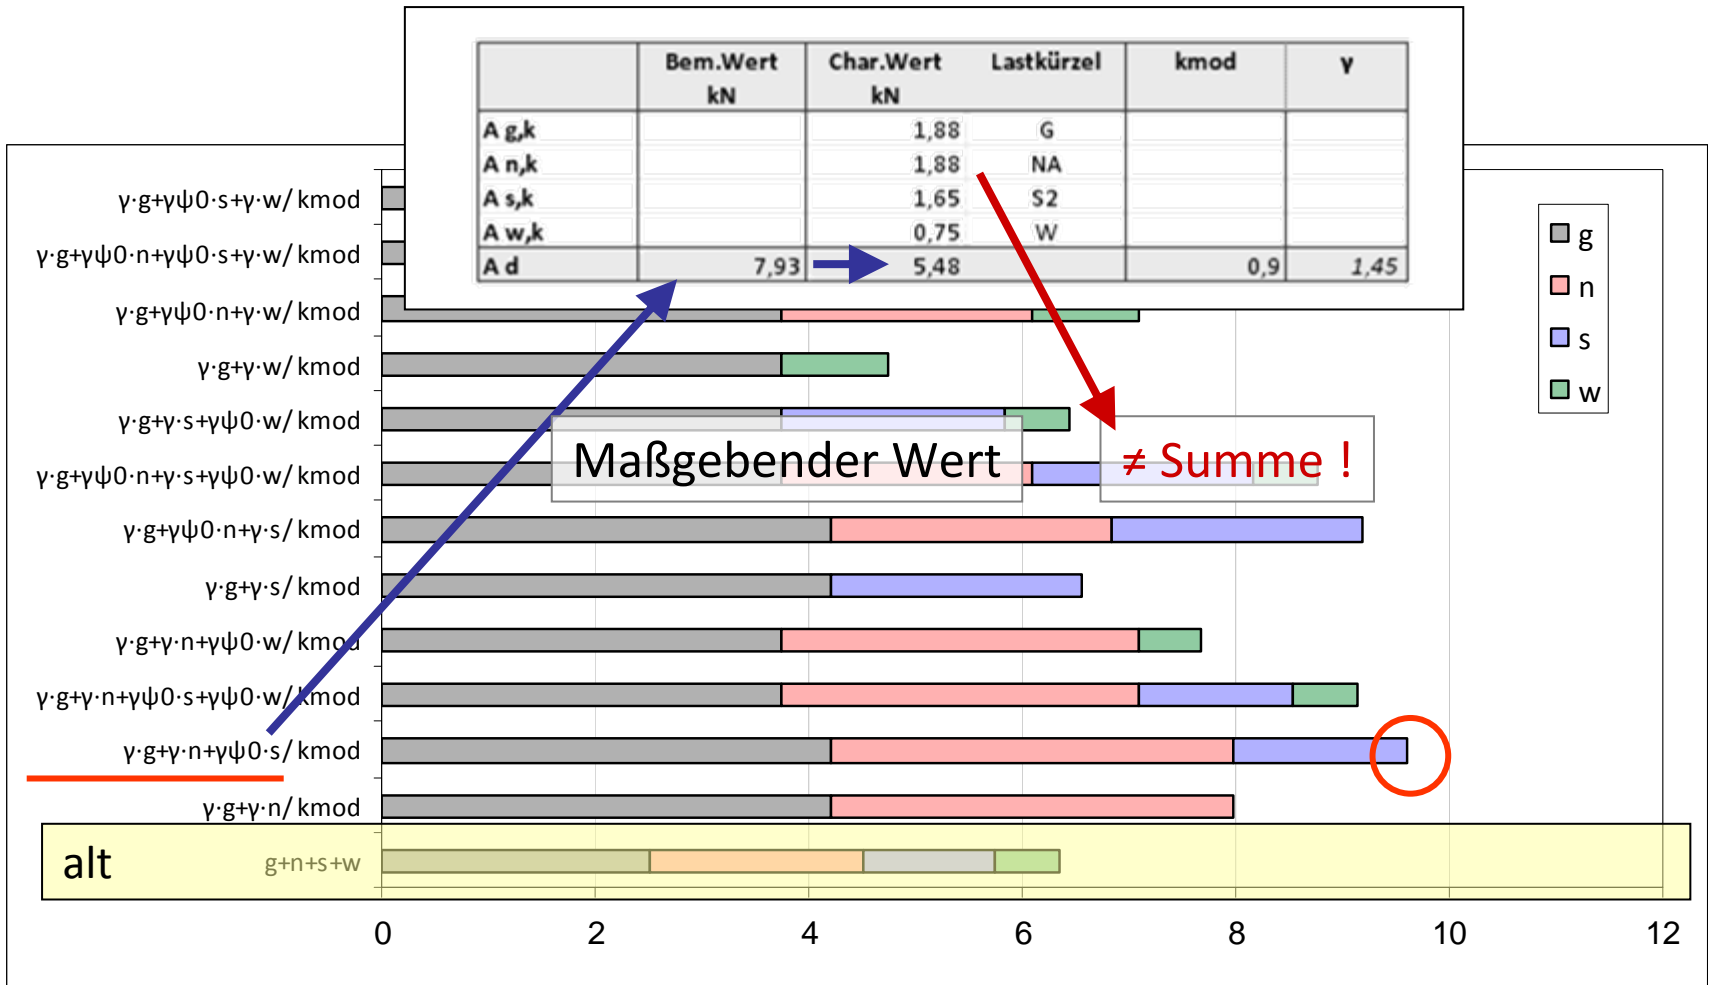 Bem.Wert Char.Wert Lastkürzel kmod γ
kN kN
A g,k 1,88 G
A n,k 1,88 NA
A s,k 1,65 S2
A w,k 0,75 W
A d 7,93 5,48 0,9 1,45
γ·g+γψ0·s+γ·w/kmod
γ·g+γψ0·n+γψ0·s+γ·w/kmod
γ·g+γψ0·n+γ·w/kmod
γ·g+γ·w/kmod
γ·g+γ·s+γψ0·w/kmod
γ·g+γψ0·n+γ·s+γψ0·w/kmod
γ·g+γψ0·n+γ·s/kmod
γ·g+γ·s/kmod
γ·g+γ·n+γψ0·w/kmod
γ·g+γ·n+γψ0·s+γψ0·w/kmod
γ·g+γ·n+γψ0·s/kmod
γ·g+γ·n/kmod
g+n+s+w
alt
Maßgebender Wert
≠ Summe !
g
n
s
w
0 2 4 6 8 10 12